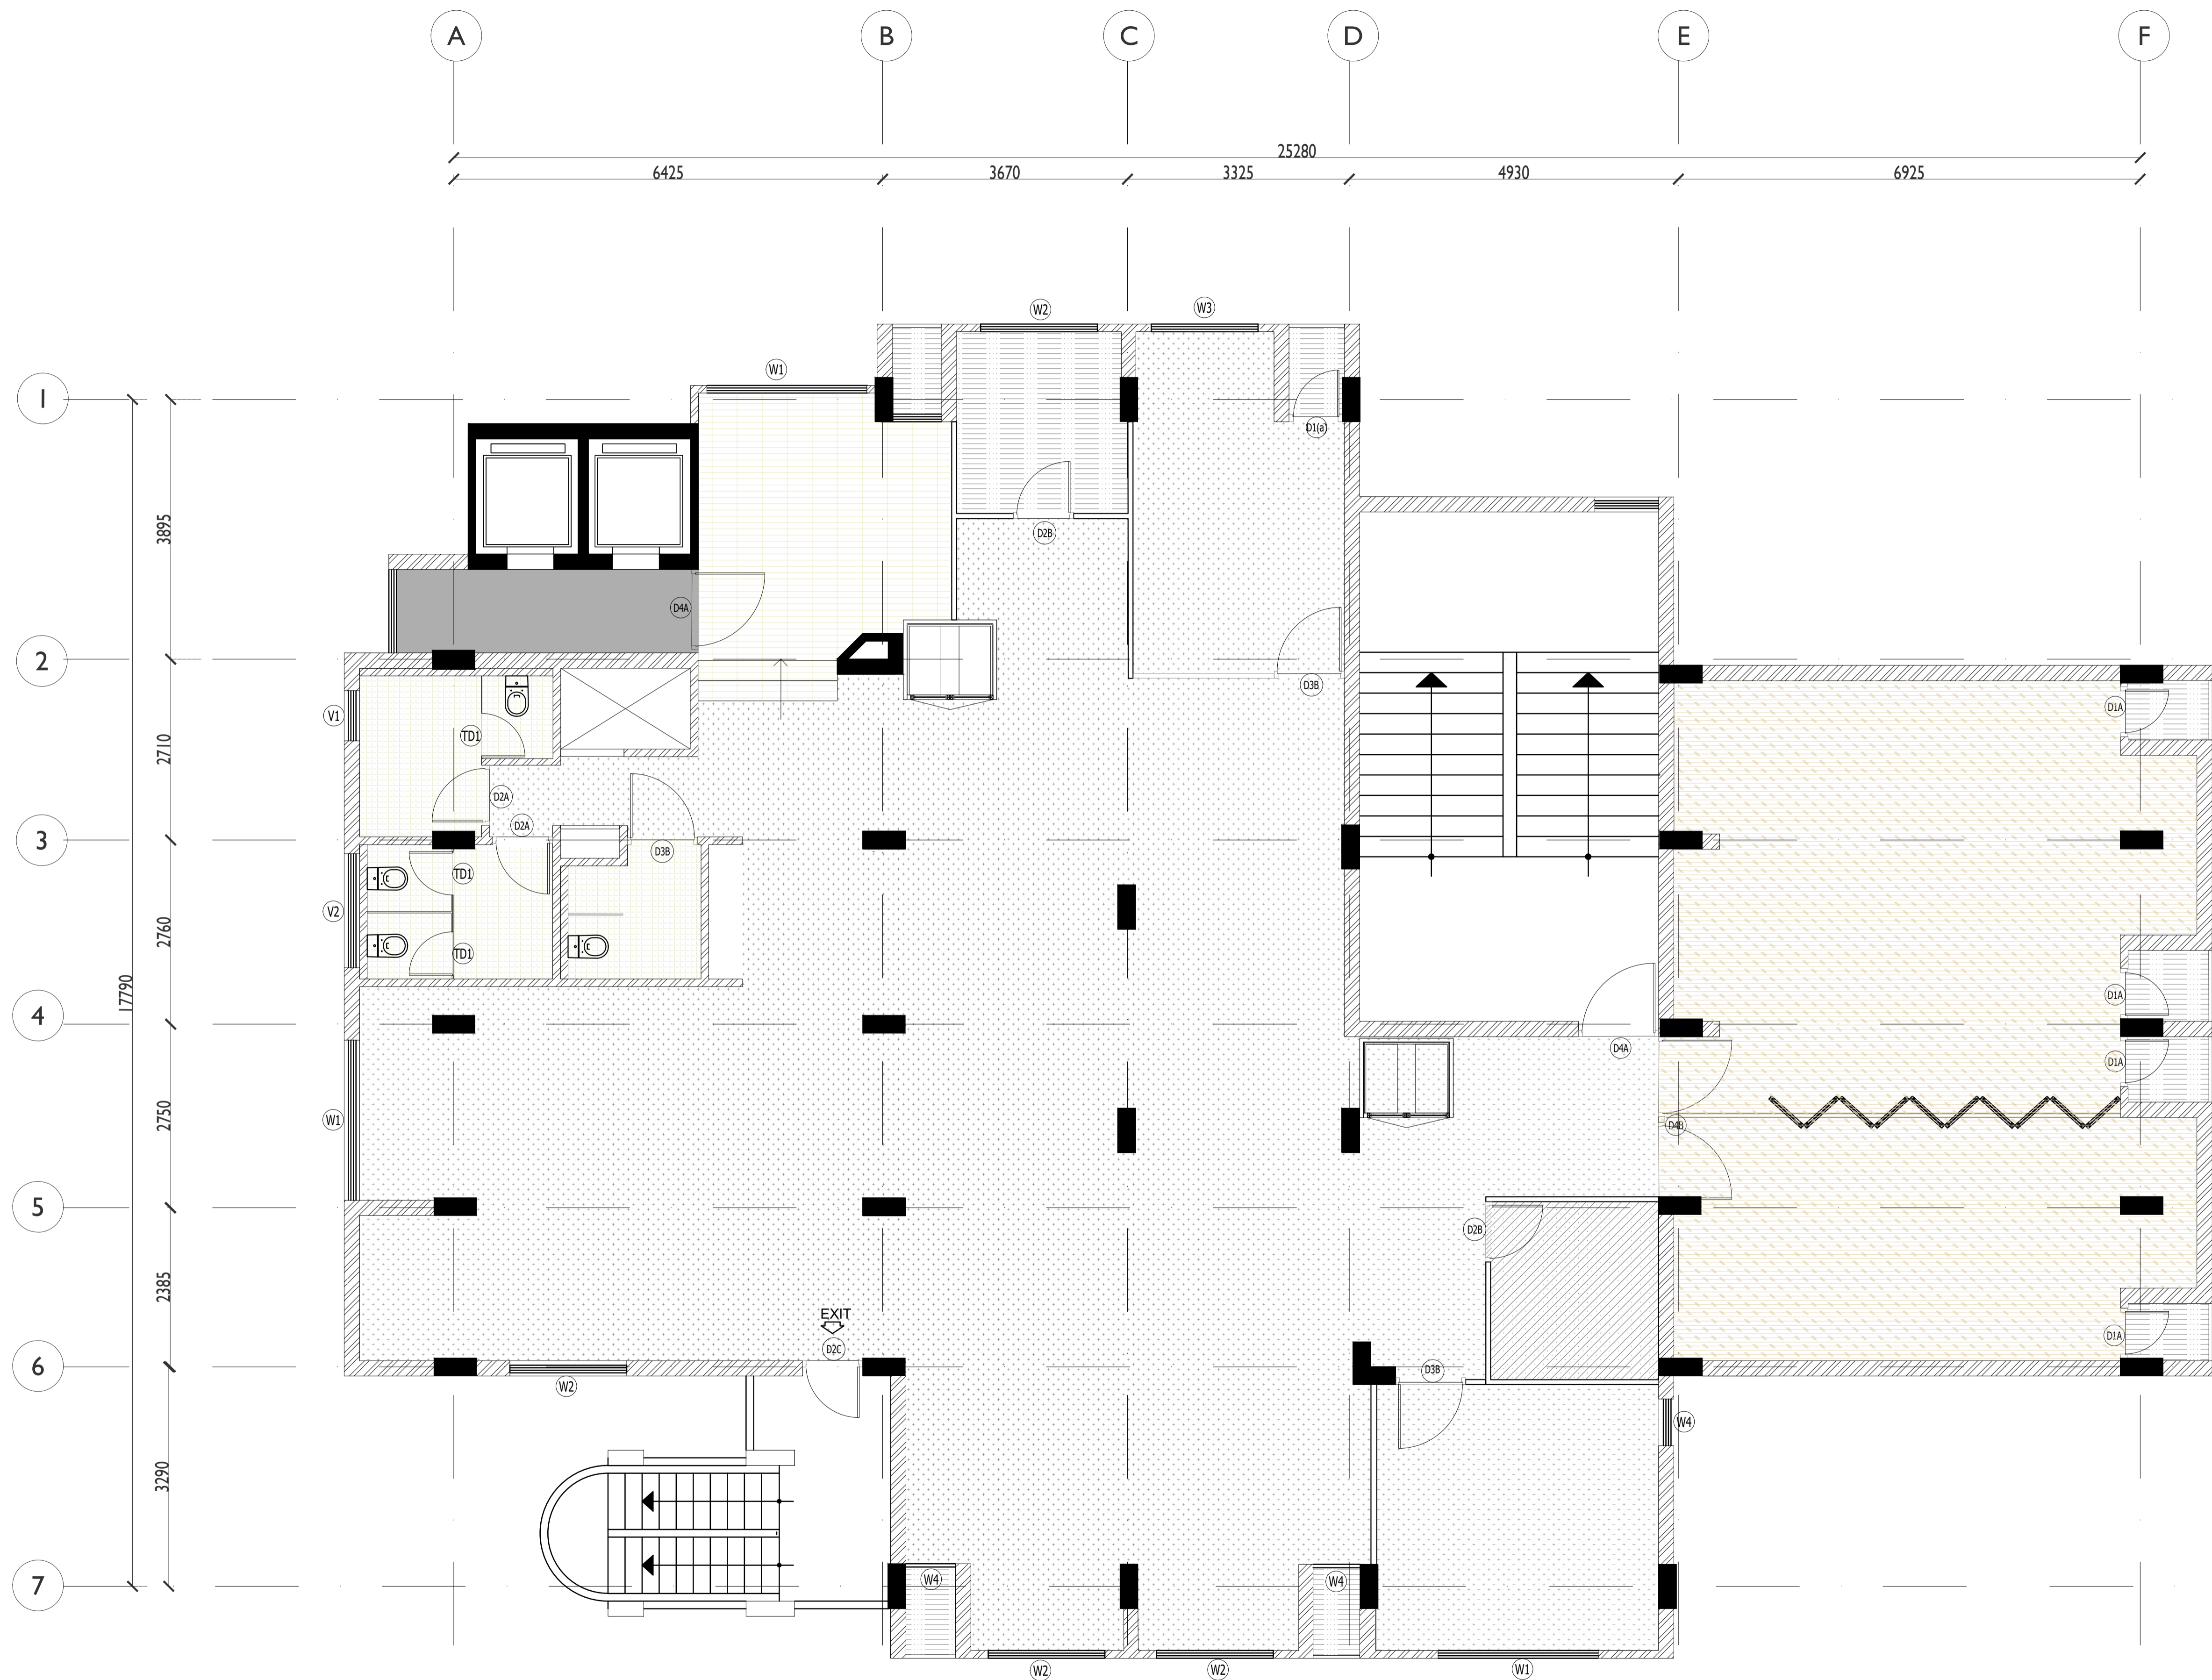 A B C D E F
25280
6425 3670 3325 4930 6925
W2 W3
W1
1
D1(a)
3895
D2B
D4A
2
D3B
V1
TD1
D1A
2710
D2A
D2A
3
D3B
TD1
V2
2760
TD1
17790
D1A
4
D4A
D1A
W1
2750
D4B
5
D2B
2385
EXIT
D2C
D1A
6
D3B
W2
W4
3290
W4 W4
7
W2 W2 W1